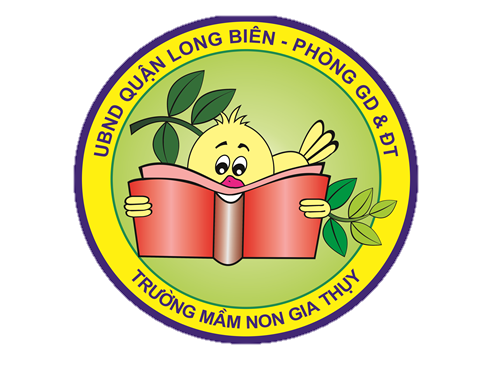 UBND QUẬN LONG BIÊN - PHÒNG GD & ĐT
TRƯỜNG MẦM NON GIA THỤY